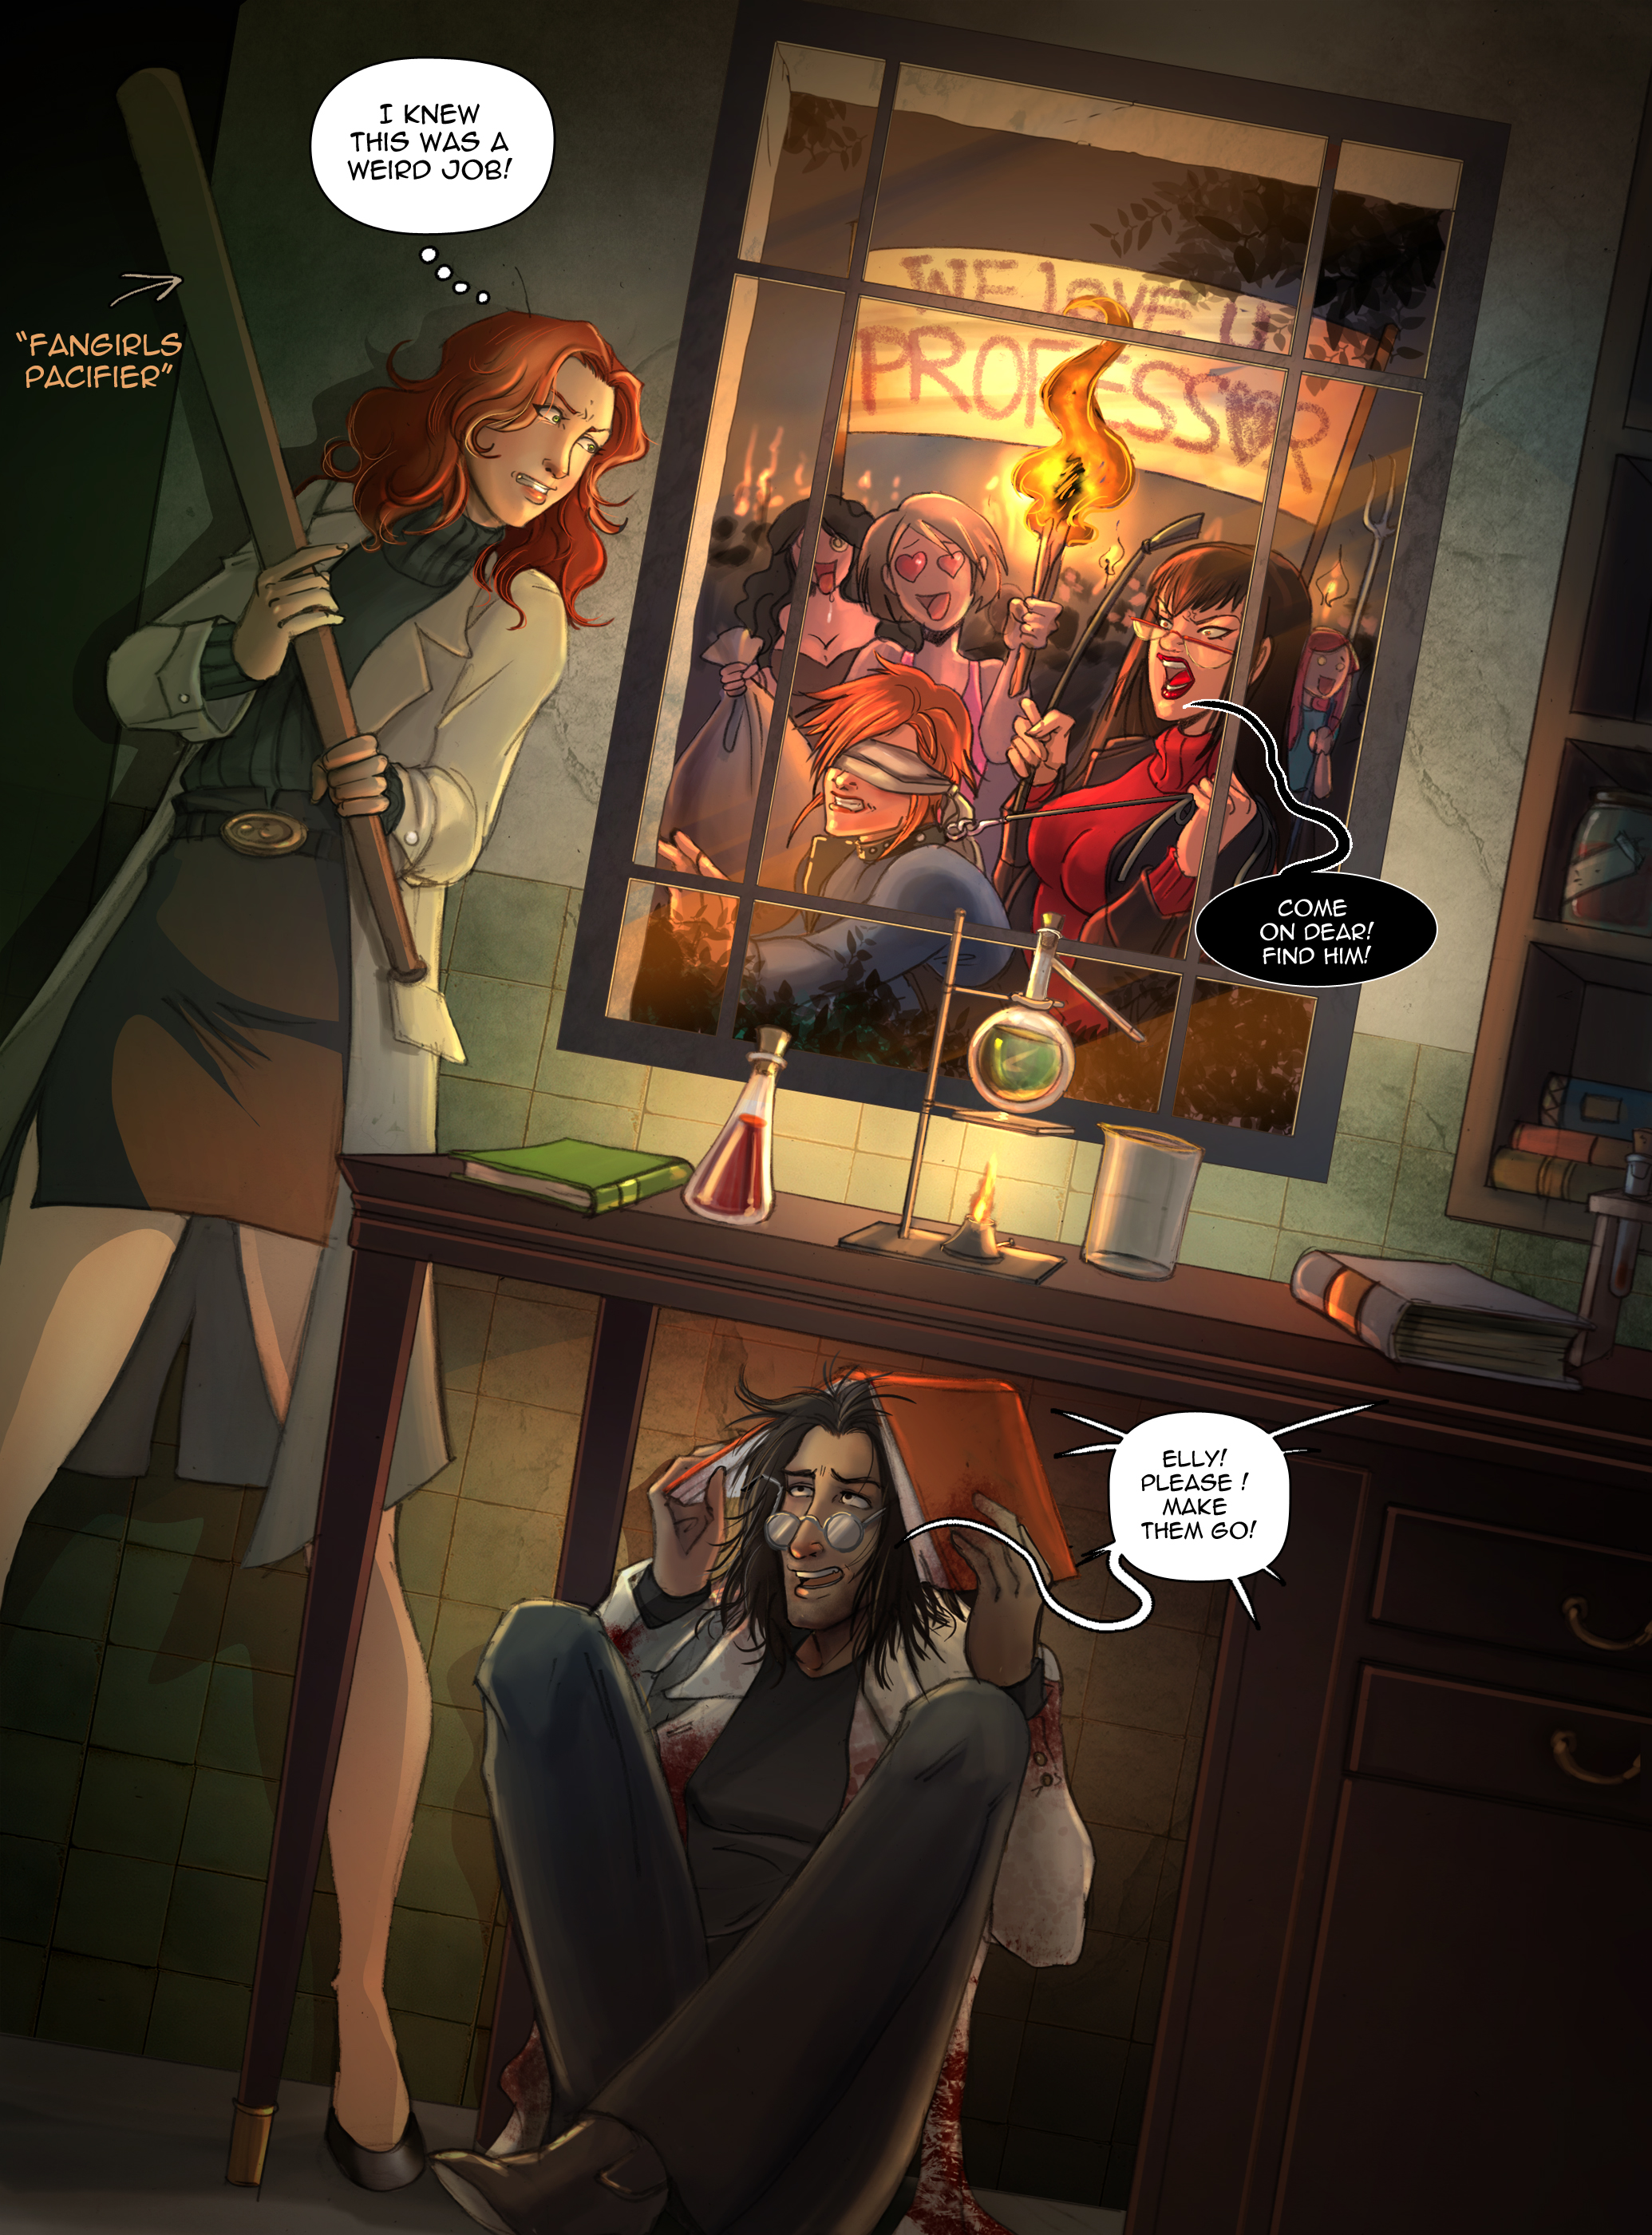 I KNEW
THIS WAS A
WEIRD JOB!
"FANGIRLS
PACIFIER"
WE loVE U
PROFESSOR
COME
ON DEAR!
FIND HIM!
ELLY!
PLEASE !
MAKE
THEM GO!